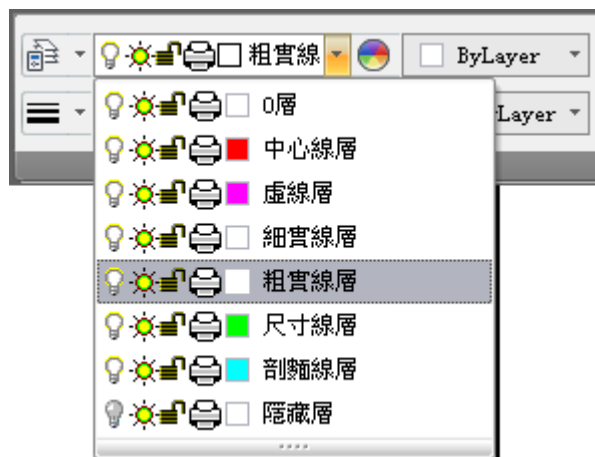 粗實線
ByLayer
0層
Layer
中心線層
虛線層
細實線層
粗實線層
尺寸線層
剖麵線層
隱藏層